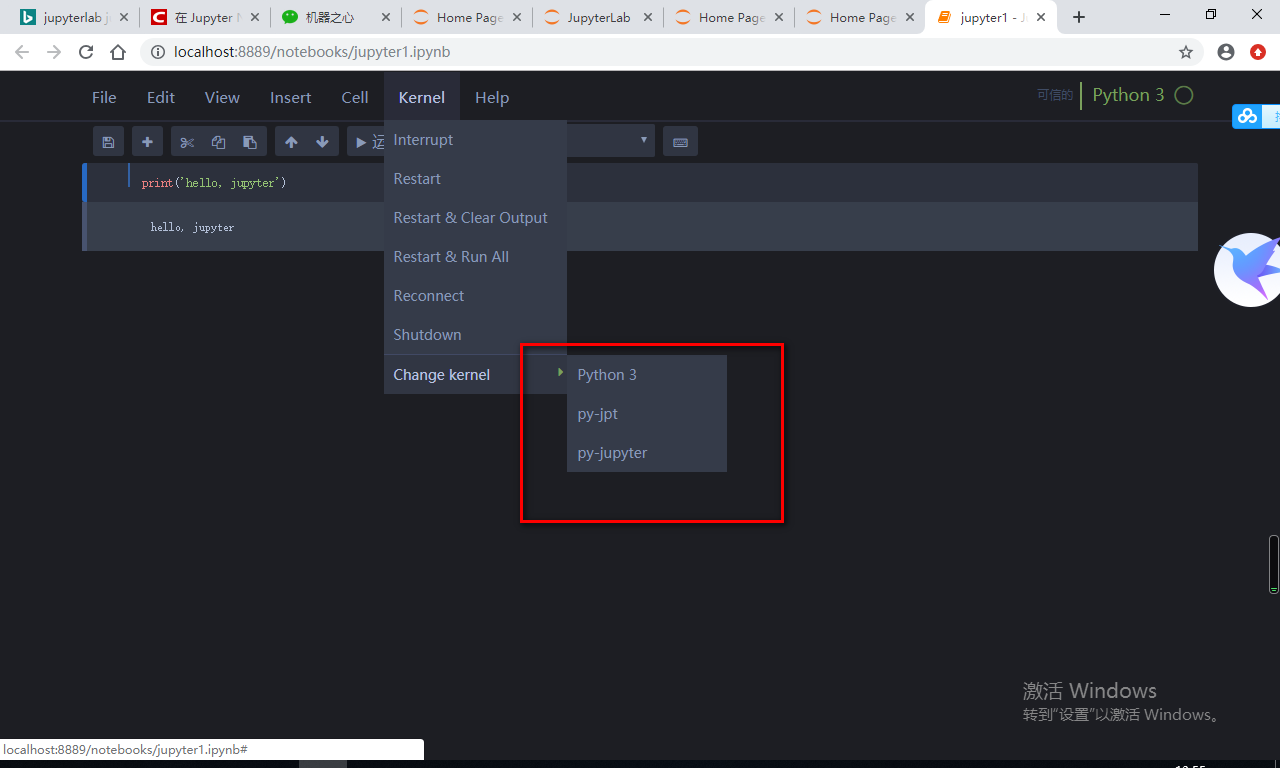 jupyterlab j
在 Jupyter N
机器之心
Home Page
JupyterLab
Home Page
Home Page
jupyter1 - J
localhost:8889/notebooks/jupyter1.ipynb
File Edit View Insert Cell Kernel Help
可信的
Python 3
运
Interrupt
print('hello, jupyter')
Restart
Restart & Clear Output
hello, jupyter
Restart & Run All
Reconnect
Shutdown
Change kernel
Python 3
py-jpt
py-jupyter
激活 Windows
转到“设置”以激活 Windows。
localhost:8889/notebooks/jupyter1.ipynb#